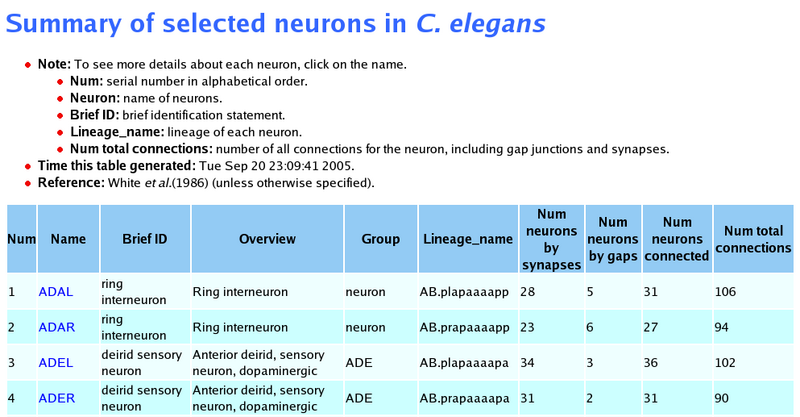 Summary of selected neurons in C. elegans
Note: To see more details about each neuron, click on the name.
Num: serial number in alphabetical order.
Neuron: name of neurons.
Brief ID: brief identification statement.
Lineage_name: lineage of each neuron.
Num total connections: number of all connections for the neuron, including gap junctions and synapses.
Time this table generated: Tue Sep 20 23:09:41 2005.
Reference: White et al.(1986) (unless otherwise specified).
Num Name Brief ID Overview Group Lineage_name Num neurons by synapses Num neurons by gaps Num neurons connected Num total connections
1 ADAL ring interneuron Ring interneuron neuron AB.plapaaaapp 28 5 31 106
2 ADAR ring interneuron Ring interneuron neuron AB.prapaaaapp 23 6 27 94
3 ADEL deirid sensory neuron Anterior deirid, sensory neuron, dopaminergic ADE AB.plapaaaapa 34 3 36 102
4 ADER deirid sensory neuron Anterior deirid, sensory neuron, dopaminergic ADE AB.prapaaaapa 31 2 31 90